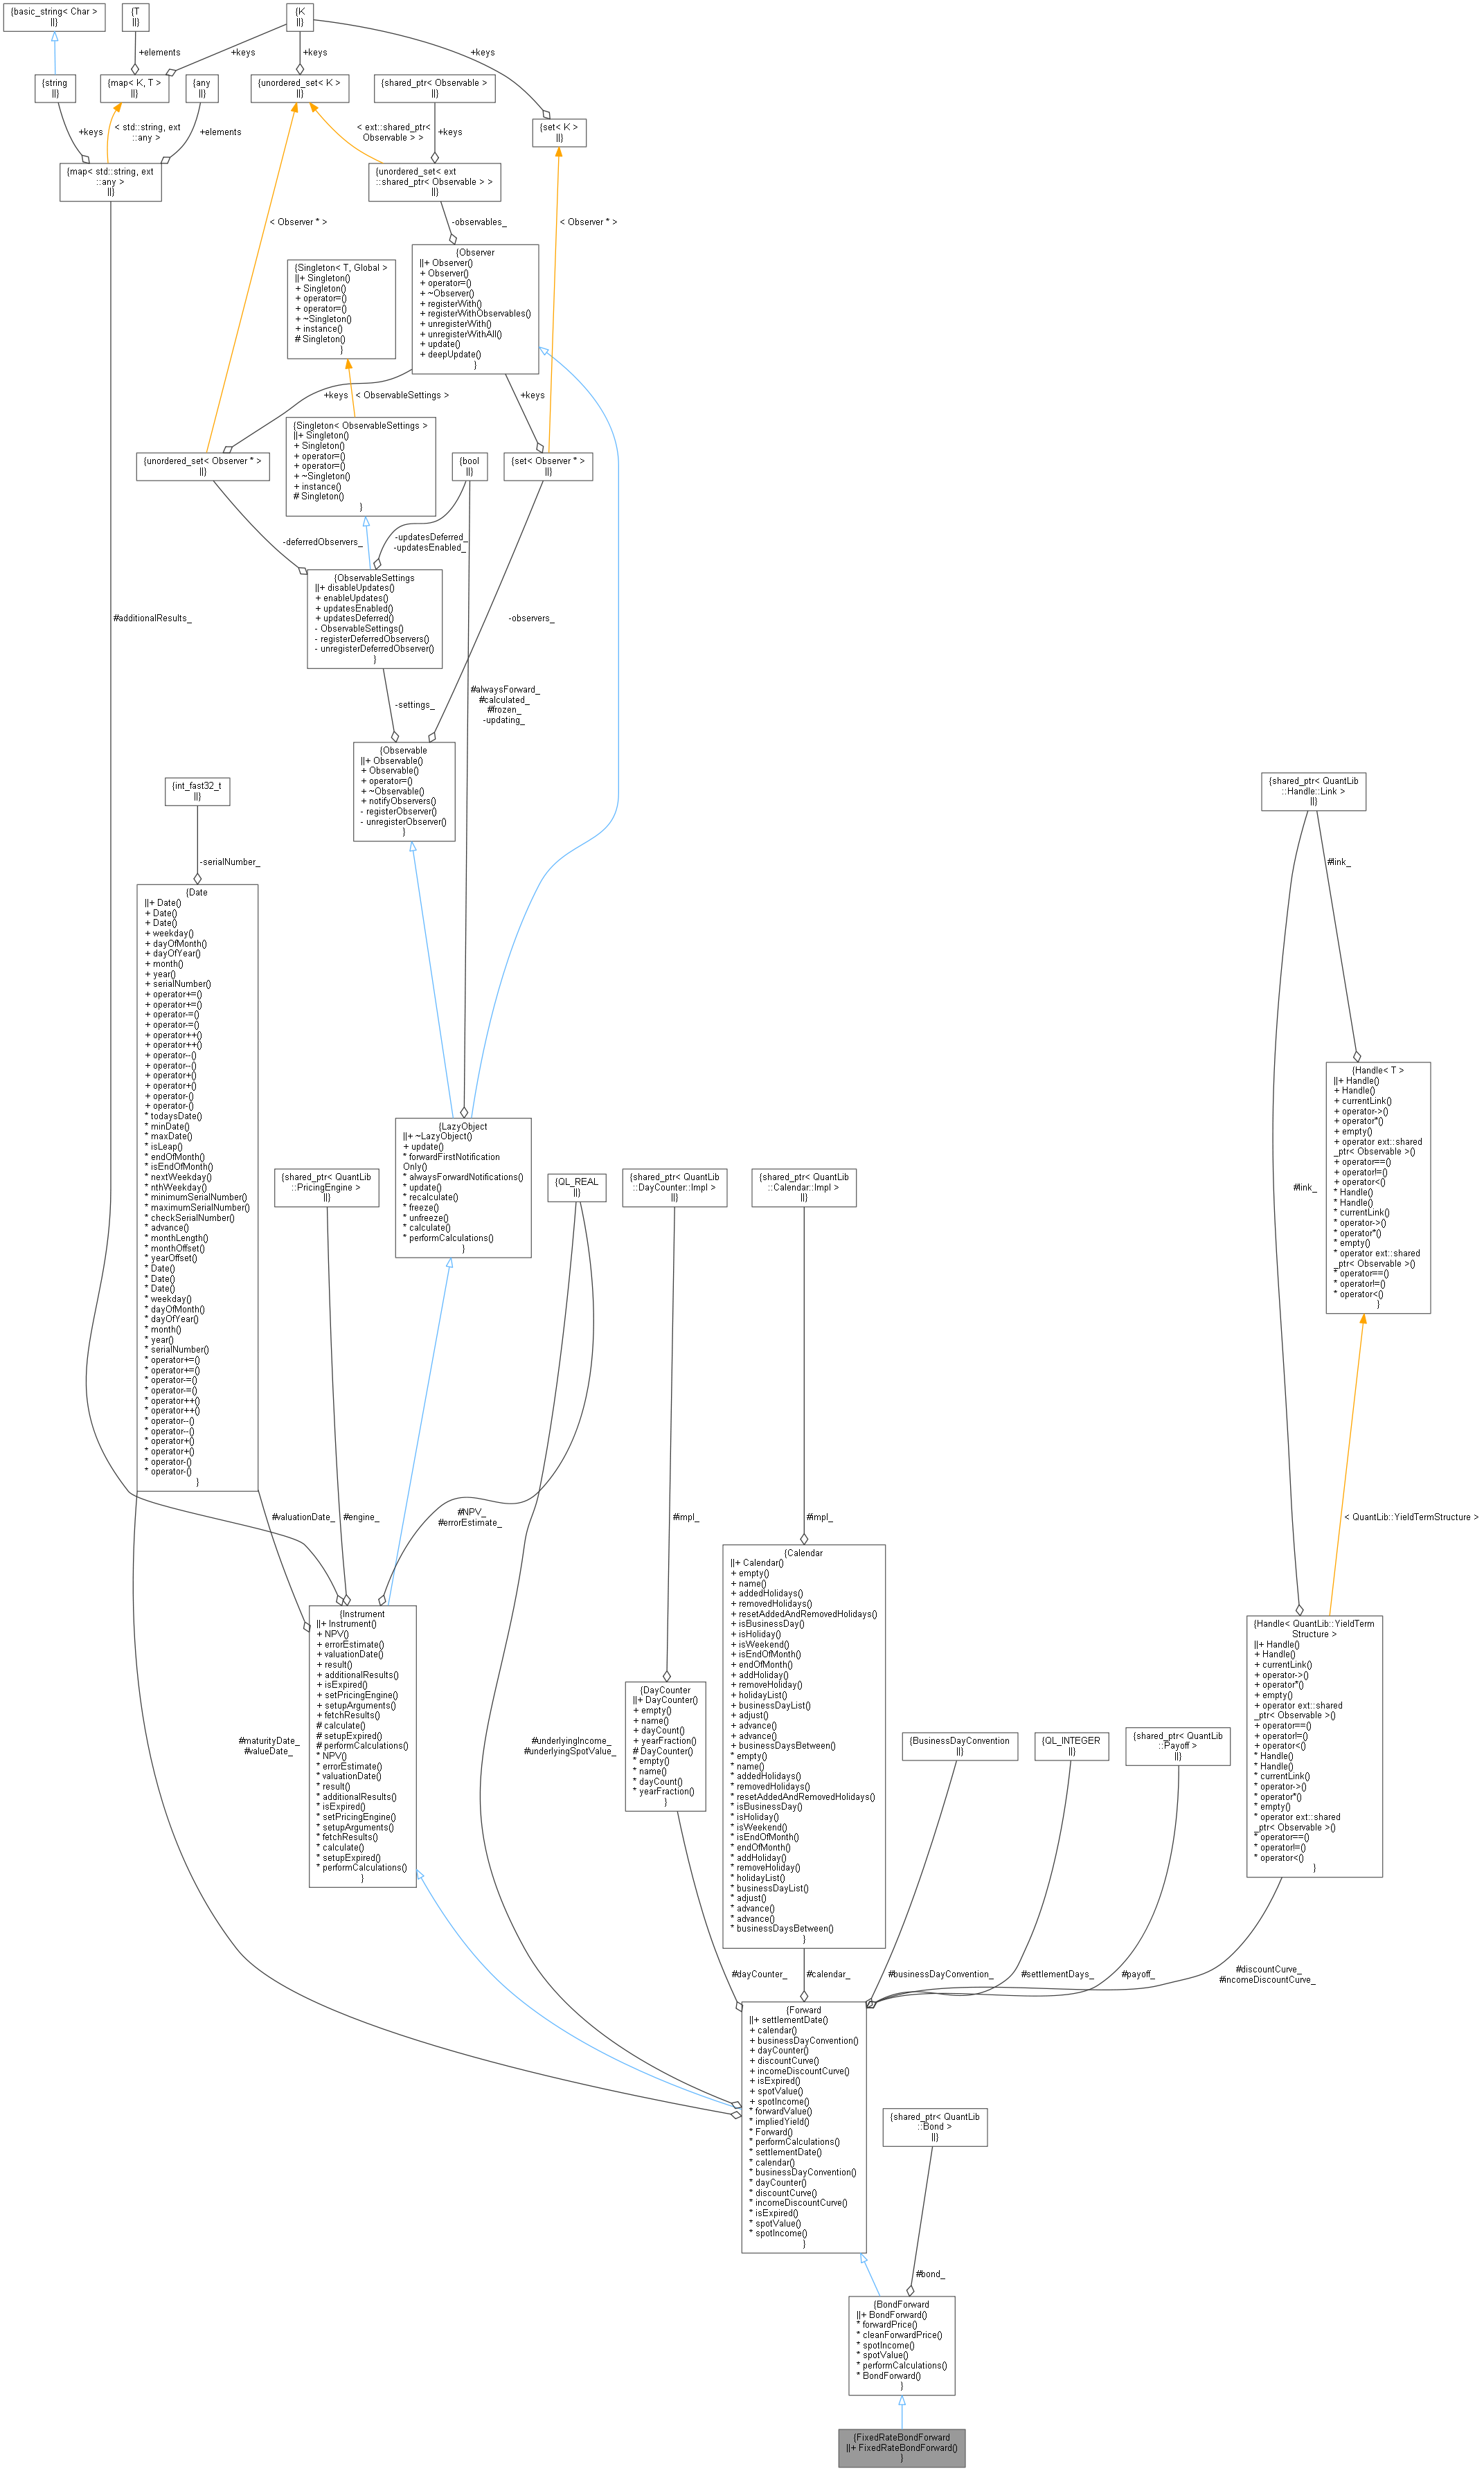 {basic_string< Char >
||}
{T
||}
{K
||}
+elements
+keys
+keys
+keys
{string
||}
{map< K, T >
||}
{any
||}
{unordered_set< K >
||}
{shared_ptr< Observable >
||}
{set< K >
||}
+keys
< std::string, ext
::any >
+elements
< ext::shared_ptr<
Observable > >
+keys
{map< std::string, ext
::any >
||}
{unordered_set< ext
::shared_ptr< Observable > >
||}
< Observer * >
-observables_
< Observer * >
{Singleton< T, Global >
||+ Singleton()
+ Singleton()
+ operator=()
+ operator=()
+ ~Singleton()
+ instance()
# Singleton()
}
{Observer
||+ Observer()
+ Observer()
+ operator=()
+ ~Observer()
+ registerWith()
+ registerWithObservables()
+ unregisterWith()
+ unregisterWithAll()
+ update()
+ deepUpdate()
}
+keys
< ObservableSettings >
+keys
{unordered_set< Observer * >
||}
{Singleton< ObservableSettings >
||+ Singleton()
+ Singleton()
+ operator=()
+ operator=()
+ ~Singleton()
+ instance()
# Singleton()
}
{bool
||}
{set< Observer * >
||}
-deferredObservers_
-updatesDeferred_
-updatesEnabled_
{ObservableSettings
||+ disableUpdates()
+ enableUpdates()
+ updatesEnabled()
+ updatesDeferred()
- ObservableSettings()
- registerDeferredObservers()
- unregisterDeferredObserver()
}
#additionalResults_
-observers_
-settings_
#alwaysForward_
#calculated_
#frozen_
-updating_
{Observable
||+ Observable()
+ Observable()
+ operator=()
+ ~Observable()
+ notifyObservers()
- registerObserver()
- unregisterObserver()
}
{int_fast32_t
||}
{shared_ptr< QuantLib
::Handle::Link >
||}
-serialNumber_
#link_
{Date
||+ Date()
+ Date()
+ Date()
+ weekday()
+ dayOfMonth()
+ dayOfYear()
+ month()
+ year()
+ serialNumber()
+ operator+=()
+ operator+=()
+ operator-=()
+ operator-=()
+ operator++()
+ operator++()
+ operator--()
+ operator--()
+ operator+()
+ operator+()
+ operator-()
+ operator-()
* todaysDate()
* minDate()
* maxDate()
* isLeap()
* endOfMonth()
* isEndOfMonth()
* nextWeekday()
* nthWeekday()
* minimumSerialNumber()
* maximumSerialNumber()
* checkSerialNumber()
* advance()
* monthLength()
* monthOffset()
* yearOffset()
* Date()
* Date()
* Date()
* weekday()
* dayOfMonth()
* dayOfYear()
* month()
* year()
* serialNumber()
* operator+=()
* operator+=()
* operator-=()
* operator-=()
* operator++()
* operator++()
* operator--()
* operator--()
* operator+()
* operator+()
* operator-()
* operator-()
}
{Handle< T >
||+ Handle()
+ Handle()
+ currentLink()
+ operator->()
+ operator*()
+ empty()
+ operator ext::shared
_ptr< Observable >()
+ operator==()
+ operator!=()
+ operator<()
* Handle()
* Handle()
* currentLink()
* operator->()
* operator*()
* empty()
* operator ext::shared
_ptr< Observable >()
* operator==()
* operator!=()
* operator<()
}
#link_
{LazyObject
||+ ~LazyObject()
+ update()
* forwardFirstNotification
Only()
* alwaysForwardNotifications()
* update()
* recalculate()
* freeze()
* unfreeze()
* calculate()
* performCalculations()
}
{shared_ptr< QuantLib
::PricingEngine >
||}
{QL_REAL
||}
{shared_ptr< QuantLib
::DayCounter::Impl >
||}
{shared_ptr< QuantLib
::Calendar::Impl >
||}
#valuationDate_
#engine_
#NPV_
#errorEstimate_
#impl_
#impl_
< QuantLib::YieldTermStructure >
{Instrument
||+ Instrument()
+ NPV()
+ errorEstimate()
+ valuationDate()
+ result()
+ additionalResults()
+ isExpired()
+ setPricingEngine()
+ setupArguments()
+ fetchResults()
# calculate()
# setupExpired()
# performCalculations()
* NPV()
* errorEstimate()
* valuationDate()
* result()
* additionalResults()
* isExpired()
* setPricingEngine()
* setupArguments()
* fetchResults()
* calculate()
* setupExpired()
* performCalculations()
}
{Calendar
||+ Calendar()
+ empty()
+ name()
+ addedHolidays()
+ removedHolidays()
+ resetAddedAndRemovedHolidays()
+ isBusinessDay()
+ isHoliday()
+ isWeekend()
+ isEndOfMonth()
+ endOfMonth()
+ addHoliday()
+ removeHoliday()
+ holidayList()
+ businessDayList()
+ adjust()
+ advance()
+ advance()
+ businessDaysBetween()
* empty()
* name()
* addedHolidays()
* removedHolidays()
* resetAddedAndRemovedHolidays()
* isBusinessDay()
* isHoliday()
* isWeekend()
* isEndOfMonth()
* endOfMonth()
* addHoliday()
* removeHoliday()
* holidayList()
* businessDayList()
* adjust()
* advance()
* advance()
* businessDaysBetween()
}
{Handle< QuantLib::YieldTerm
Structure >
||+ Handle()
+ Handle()
+ currentLink()
+ operator->()
+ operator*()
+ empty()
+ operator ext::shared
_ptr< Observable >()
+ operator==()
+ operator!=()
+ operator<()
* Handle()
* Handle()
* currentLink()
* operator->()
* operator*()
* empty()
* operator ext::shared
_ptr< Observable >()
* operator==()
* operator!=()
* operator<()
}
{DayCounter
||+ DayCounter()
+ empty()
+ name()
+ dayCount()
+ yearFraction()
# DayCounter()
* empty()
* name()
* dayCount()
* yearFraction()
}
#maturityDate_
#valueDate_
#underlyingIncome_
#underlyingSpotValue_
{BusinessDayConvention
||}
{QL_INTEGER
||}
{shared_ptr< QuantLib
::Payoff >
||}
#dayCounter_
#calendar_
#businessDayConvention_
#settlementDays_
#payoff_
#discountCurve_
#incomeDiscountCurve_
{Forward
||+ settlementDate()
+ calendar()
+ businessDayConvention()
+ dayCounter()
+ discountCurve()
+ incomeDiscountCurve()
+ isExpired()
+ spotValue()
+ spotIncome()
* forwardValue()
* impliedYield()
* Forward()
* performCalculations()
* settlementDate()
* calendar()
* businessDayConvention()
* dayCounter()
* discountCurve()
* incomeDiscountCurve()
* isExpired()
* spotValue()
* spotIncome()
}
{shared_ptr< QuantLib
::Bond >
||}
#bond_
{BondForward
||+ BondForward()
* forwardPrice()
* cleanForwardPrice()
* spotIncome()
* spotValue()
* performCalculations()
* BondForward()
}
{FixedRateBondForward
||+ FixedRateBondForward()
}